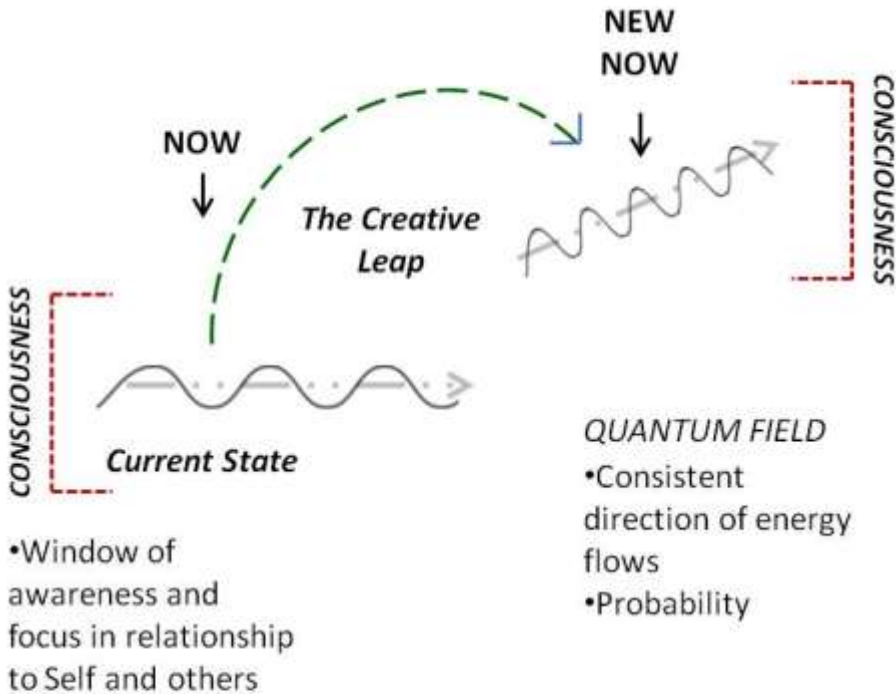 NEW
NOW
NOW
The Creative
Leap
CONSCIOUSNESS
CONSCIOUSNESS
Current State
•Window of
awareness and
focus in relationship
to Self and others
QUANTUM FIELD
•Consistent
direction of energy
flows
•Probability